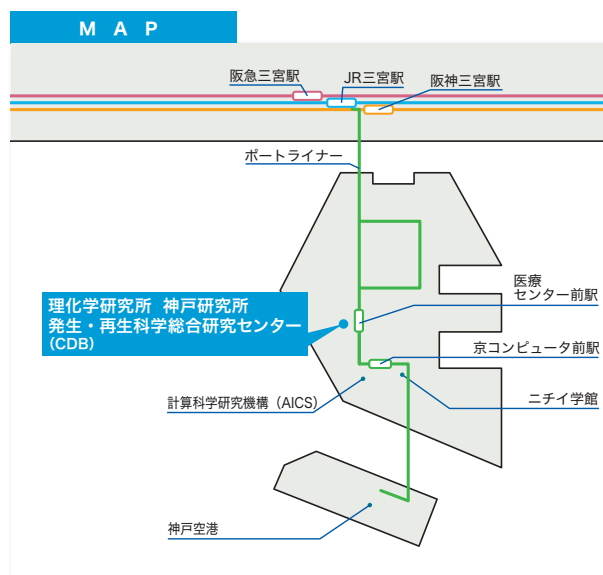 MAP
阪急三宮駅
JR三宮駅
阪神三宮駅
ポートライナー
医療
センター前駅
理化学研究所 神戸研究所
発生・再生科学総合研究センター
(CDB)
京コンピュータ前駅
計算科学研究機構（AICS）
ニチイ学館
神戸空港